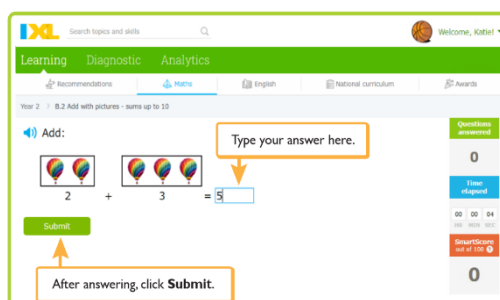 IXL
Search topics and skills
Welcome, Katie!
Learning Diagnostic Analytics
Recommendations Maths English National curriculum Awards
Year 2 B.2 Add with pictures - sums up to 10
Add:
Type your answer here.
2 + 3 = 5
Submit
After answering, click Submit.
Questions
answered
0
Time
elapsed
00 00 04
HR MIN SEC
SmartScore
out of 100 ?
0